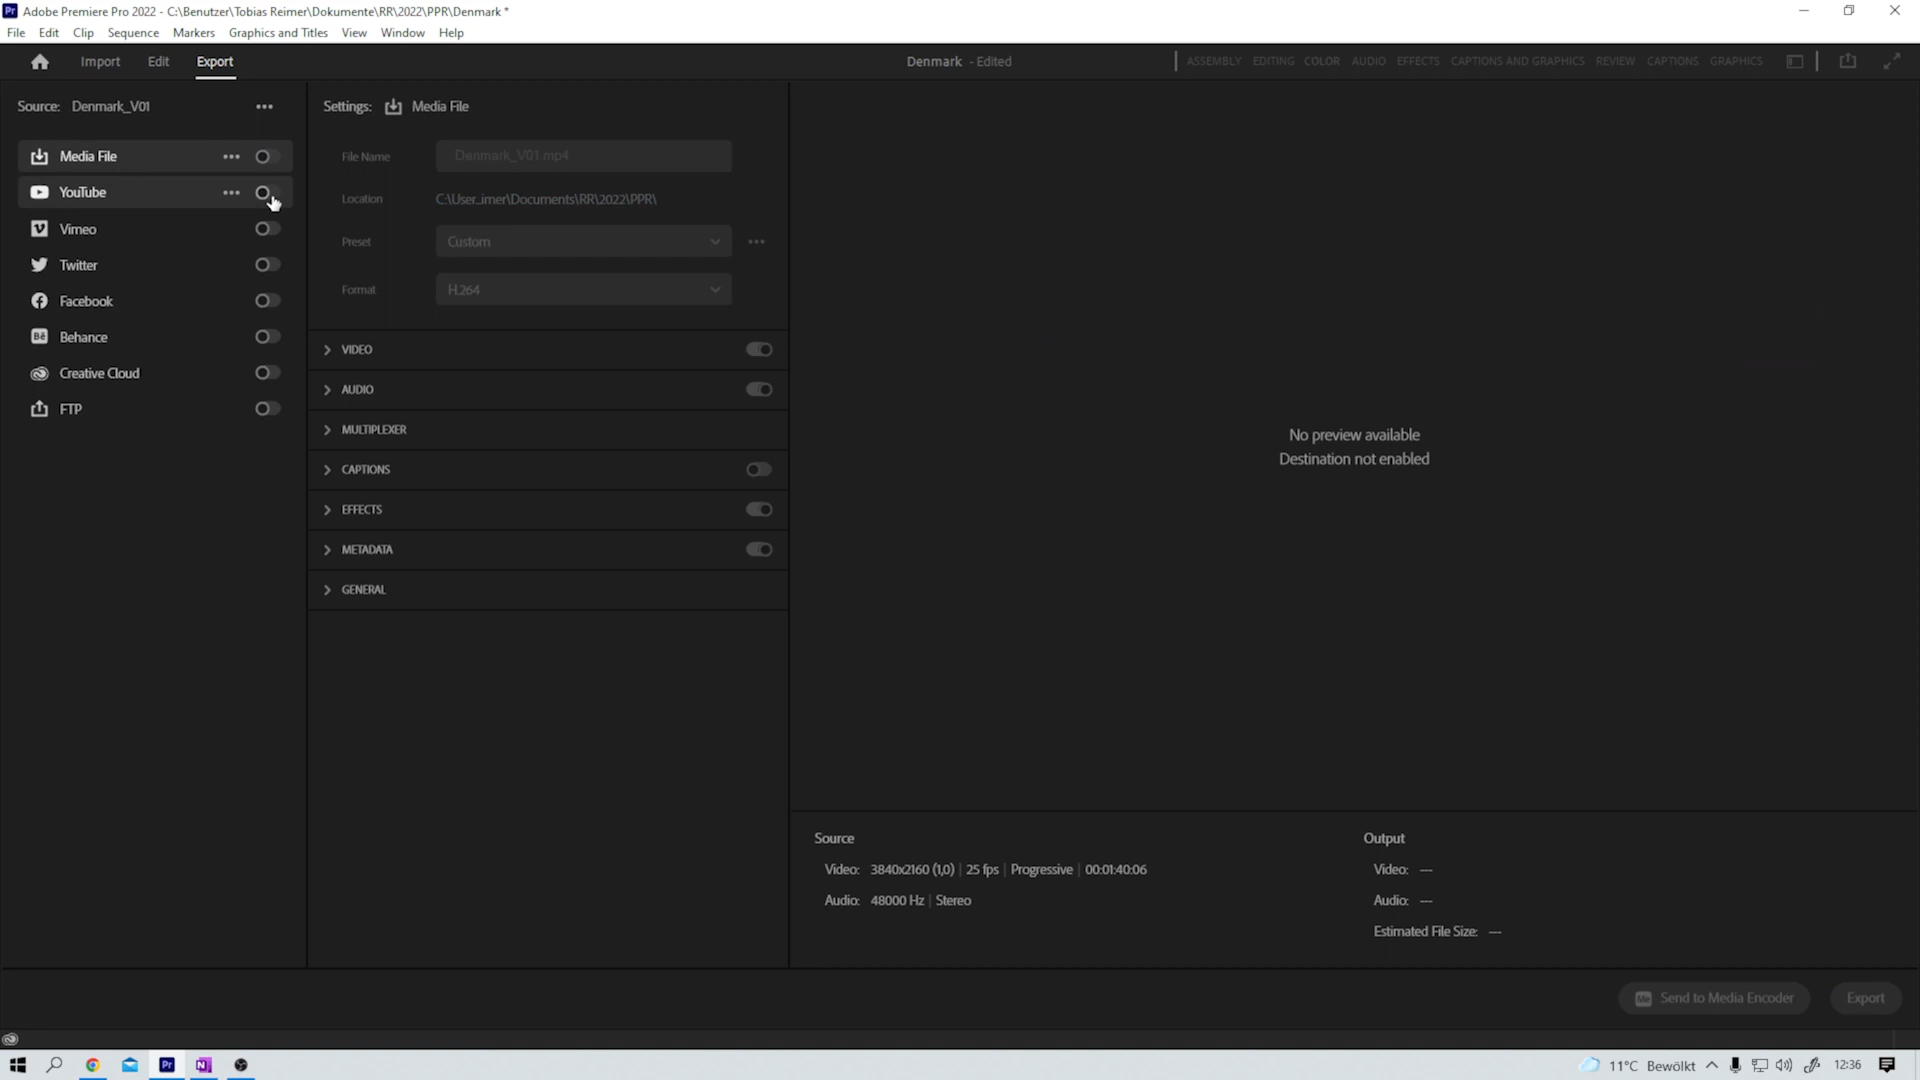 Adobe Premiere Pro 2022 - C:\Benutzer\Tobias Reimer\Dokumente\RR\2022\PPR\Denmark *
File Edit Clip Sequence Markers Graphics and Titles View Window Help
Import Edit Export
Denmark - Edited
ASSEMBLY EDITING COLOR AUDIO EFFECTS CAPTIONS AND GRAPHICS REVIEW CAPTIONS GRAPHICS
Source: Denmark_V01
Media File
YouTube
Vimeo
Twitter
Facebook
Behance
Creative Cloud
FTP
Settings: Media File
File Name Denmark_V01.mp4
Location C:\User_imer\Documents\RR\2022\PPR\
Preset Custom
Format H.264
VIDEO
AUDIO
MULTIPLEXER
CAPTIONS
EFFECTS
METADATA
GENERAL
No preview available
Destination not enabled
Source
Video: 3840x2160 (1,0) | 25 fps | Progressive | 00:01:40:06
Audio: 48000 Hz | Stereo
Output
Video: —
Audio: —
Estimated File Size: —
Send to Media Encoder
Export
11°C Bewölkt 12:36